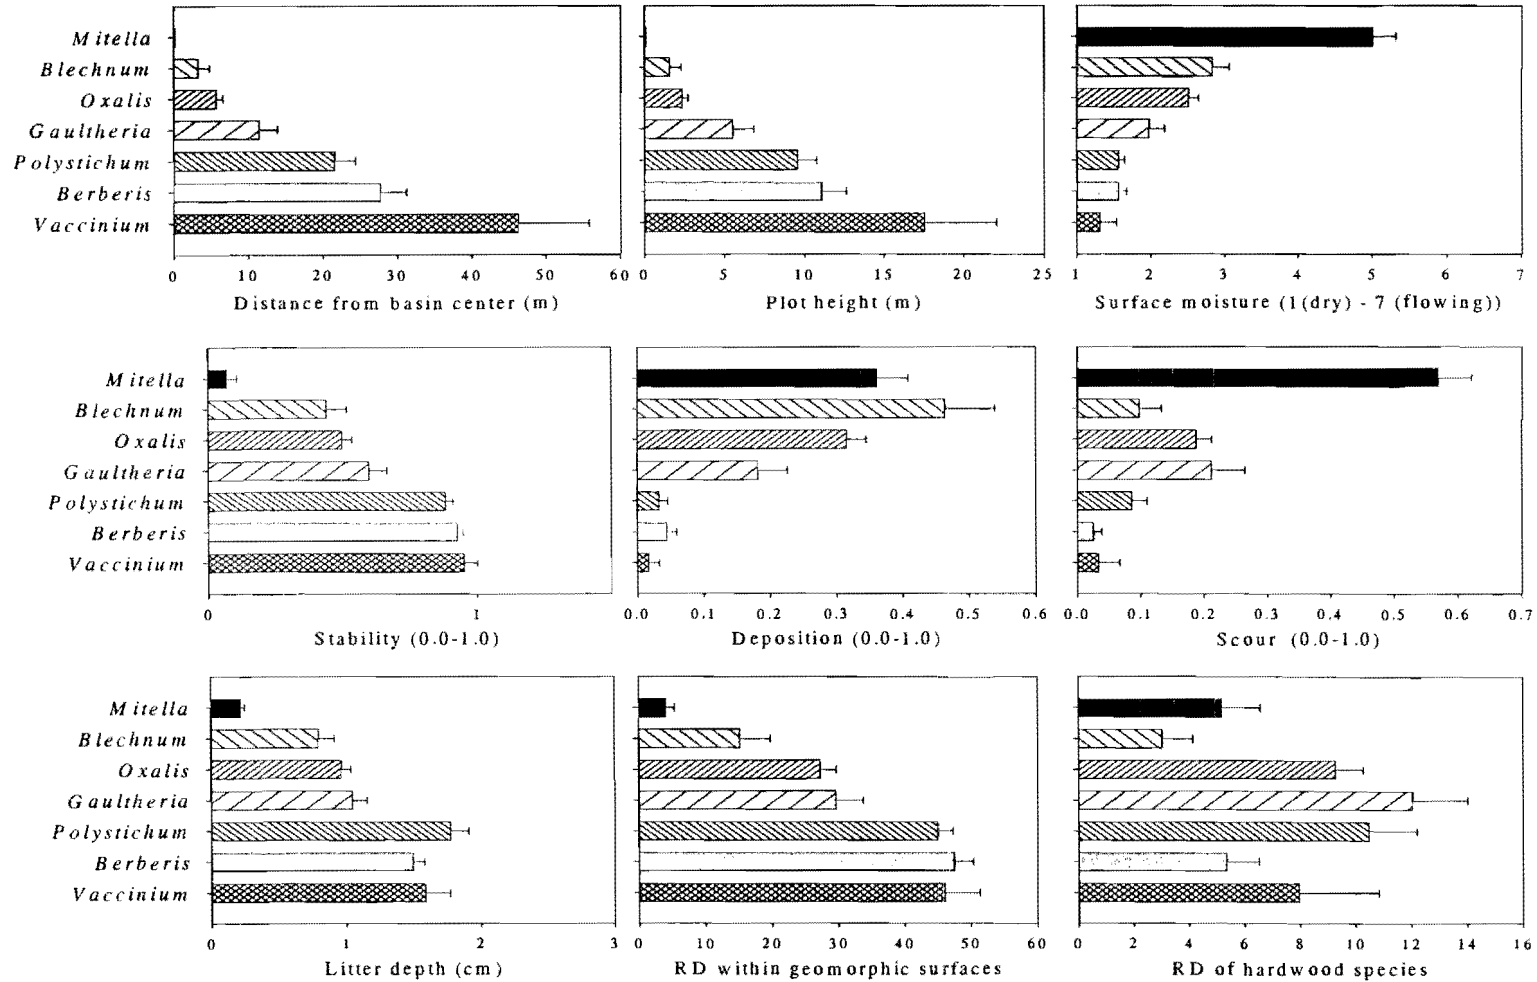 Mitella
Blechnum
Oxalis
Gaultheria
Polystichum
Berberis
Vaccinium
0 10 20 30 40 50 60
Distance from basin center (m)
0 5 10 15 20 25
Plot height (m)
1 2 3 4 5 6 7
Surface moisture (1(dry) - 7 (flowing))
Mitella
Blechnum
Oxalis
Gaultheria
Polystichum
Berberis
Vaccinium
0 1
Stability (0.0-1.0)
0.0 0.1 0.2 0.3 0.4 0.5 0.6
Deposition (0.0-1.0)
0.0 0.1 0.2 0.3 0.4 0.5 0.6 0.7
Scour (0.0-1.0)
Mitella
Blechnum
Oxalis
Gaultheria
Polystichum
Berberis
Vaccinium
0 1 2 3
Litter depth (cm)
0 10 20 30 40 50 60
RD within geomorphic surfaces
0 2 4 6 8 10 12 14 16
RD of hardwood species